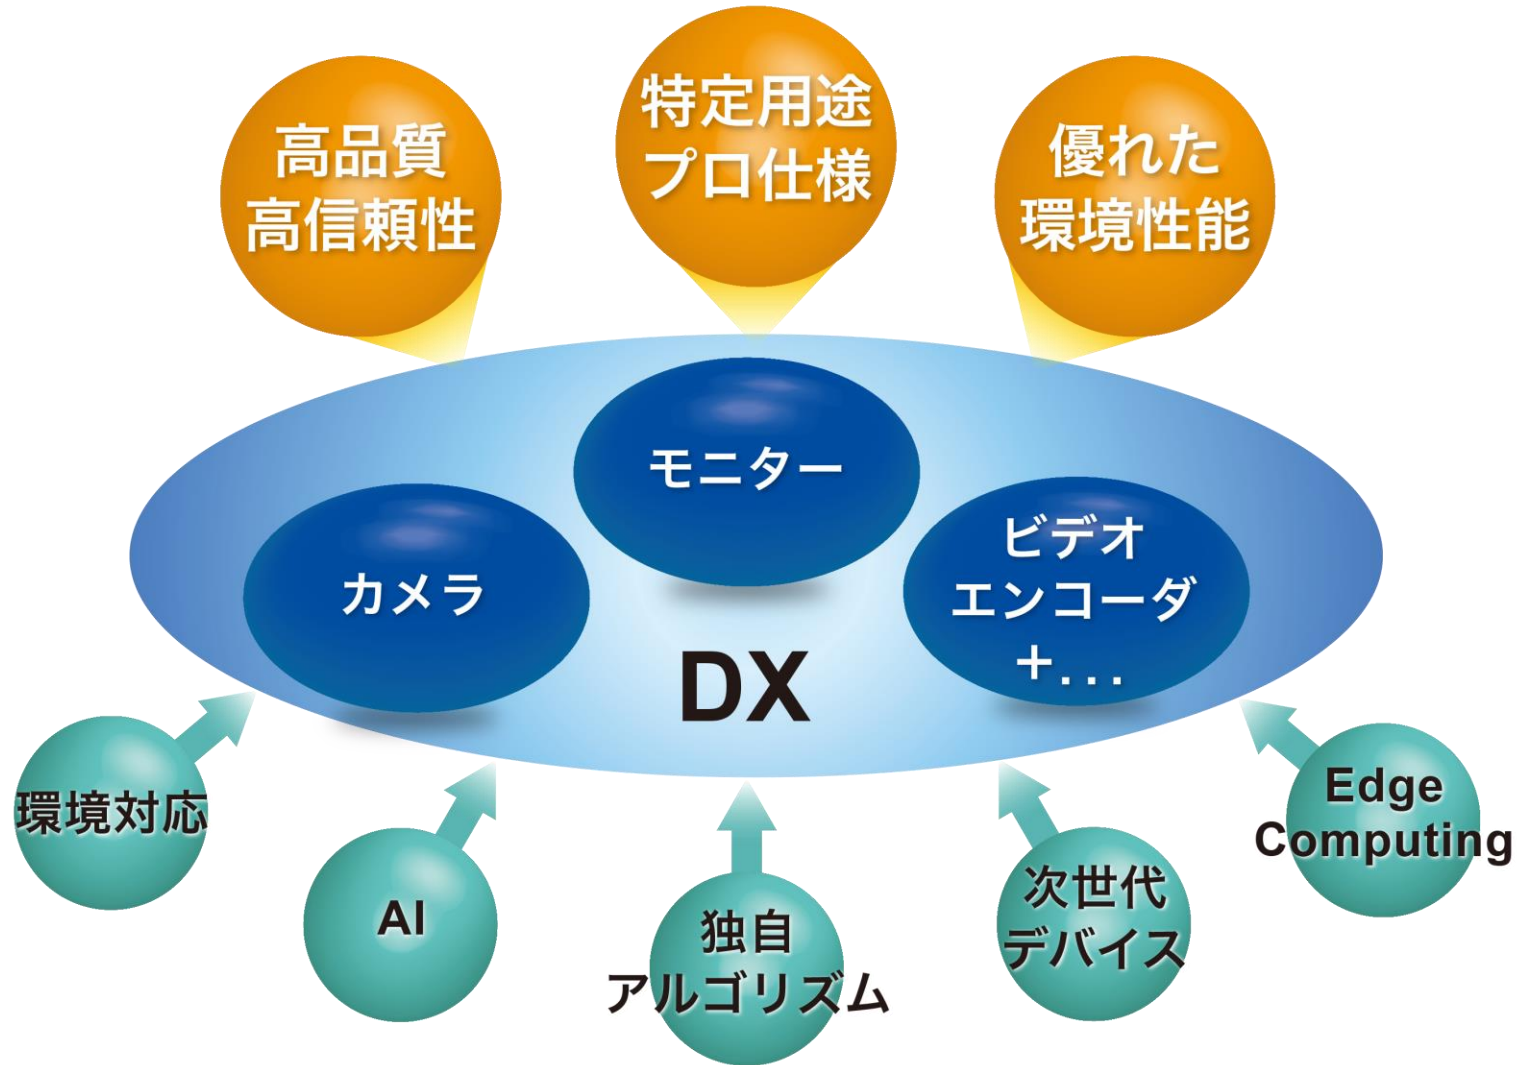 高品質
高信頼性
特定用途
プロ仕様
優れた
環境性能
モニター
カメラ
ビデオ
エンコーダ
+...
DX
環境対応
AI
独自
アルゴリズム
次世代
デバイス
Edge
Computing